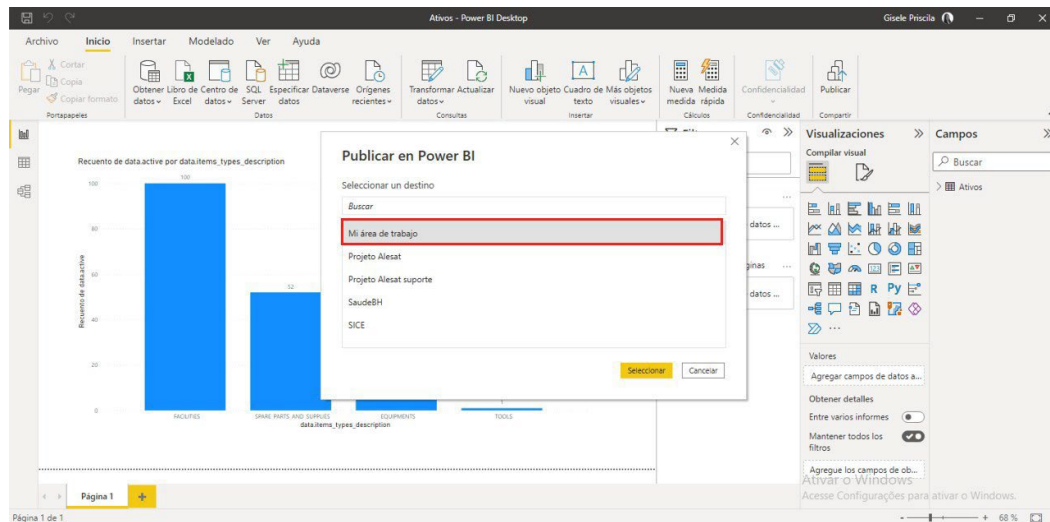 Ativos - Power BI Desktop
Gisele Priscila
Archivo Inicio Insertar Modelado Ver Ayuda
Pegar
Cortar
Copia
Copiar formato
Portapapeles
Obtener datos
Libro de Excel
Centro de datos
SQL Server
Especificar datos
Dataverse
Orígenes recientes
Datos
Transformar datos
Actualizar
Consultas
Nuevo objeto visual
Cuadro de texto
Más objetos visuales
Insertar
Nueva medida
Medida rápida
Cálculos
Confidencialidad
Confidencialidad
Publicar
Compartir
Recuento de data.active por data.items_types_description
Recuento de data.active
100
80
60
40
20
0
100
52
FACILITIES
SPARE PARTS AND SUPPLIES
EQUIPMENTS
TOOLS
data.items_types_description
Publicar en Power BI
Seleccionar un destino
Buscar
Mi área de trabajo
Projeto Alesat
Projeto Alesat suporte
SaudeBH
SICE
Seleccionar
Cancelar
datos ...
ginas
datos ...
Visualizaciones
Compilar visual
R Py
Valores
Agregar campos de datos a...
Obtener detalles
Entre varios informes
Mantener todos los
filtros
Agregue los campos de ob...
Campos
Buscar
Ativos
Ativar o Windows
Acesse Configurações para ativar o Windows.
Página 1
Página 1 de 1
68 %